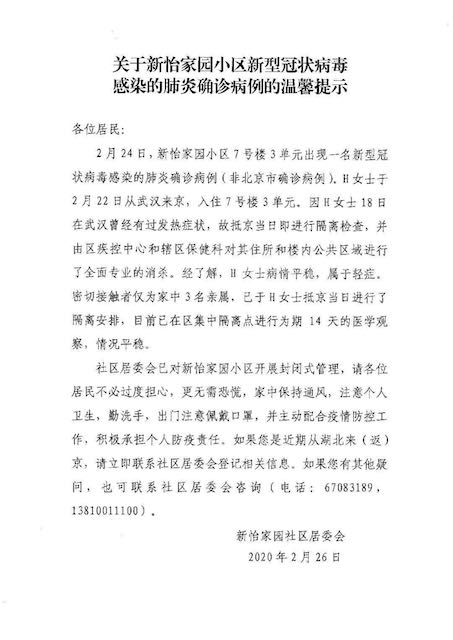 关于新怡家园小区新型冠状病毒
感染的肺炎确诊病例的温馨提示
各位居民：
2月24日，新怡家园小区7号楼3单元出现一名新型冠
状病毒感染的肺炎确诊病例（非北京市确诊病例）。H女士于
2月22日从武汉来京，入住7号楼3单元。因H女士18日
在武汉曾经有过发热症状，故抵京当日即进行隔离检查，并
由区疾控中心和辖区保健科对其住所和楼内公共区域进行
了全面专业的消杀。经了解，H女士病情平稳，属于轻症。
密切接触者仅为家中3名亲属，已于H女士抵京当日进行了
隔离安排，目前已在区集中隔离点进行为期14天的医学观
察，情况平稳。
社区居委会已对新怡家园小区开展封闭式管理，请各位
居民不必过度担心，更无需恐慌，家中保持通风，注意个人
卫生，勤洗手，出门注意佩戴口罩，并主动配合疫情防控工
作，积极承担个人防疫责任。如果您是近期从湖北来（返）
京，请立即联系社区居委会登记相关信息。如果您有其他疑
问，也可联系社区居委会咨询（电话：67083189，
13810011100）。
新怡家园社区居委会
2020年2月26日